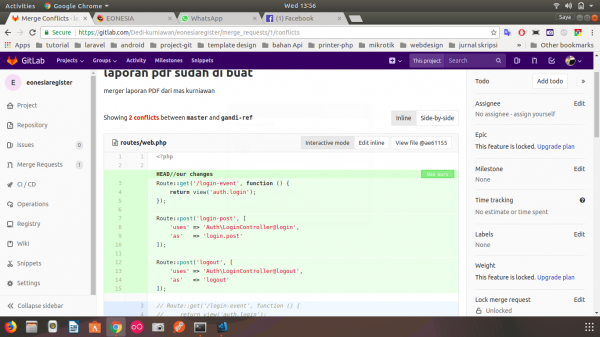 Activities Google Chrome Wed 13:56
Merge Conflicts - la
EONESIA
WhatsApp
(1) Facebook
Saya
Secure https://gitlab.com/Dedi-kurniawan/eonesiaregister/merge_requests/1/conflicts
Apps tutorial laravel android project-git template design bahan Api printer-php mikrotik webdesign jurnal skripsi » Other bookmarks
GitLab Projects Groups Activity Milestones Snippets This project Search
E eonesiaregister
Project
Repository
Issues 0
Merge Requests 1
CI / CD
Operations
Registry
Wiki
Snippets
Settings
Collapse sidebar
laporan pdf sudah di buat
merger laporan PDF dari mas kurniawan
Showing 2 conflicts between master and gandi-ref
Inline Side-by-side
routes/web.php Interactive mode Edit inline View file @ae61155
1 1 <?php
2 2
HEAD//our changes Use ours
3 Route::get('/login-event', function () {
4 return view('auth.login');
5 });
6
7 Route::post('login-post', [
8 'uses' => 'Auth\LoginController@login',
9 'as' => 'login.post'
10 ]);
11
12 Route::post('logout', [
13 'uses' => 'Auth\LoginController@logout',
14 'as' => 'logout'
15 ]);
3 // Route::get('/login-event', function () {
4 // return view('auth.login');
Todo Add todo »
Assignee Edit
No assignee - assign yourself
Epic
This feature is locked. Upgrade plan
Milestone Edit
None
Time tracking
No estimate or time spent
Labels Edit
None
Weight
This feature is locked. Upgrade plan
Lock merge request Edit
Unlocked